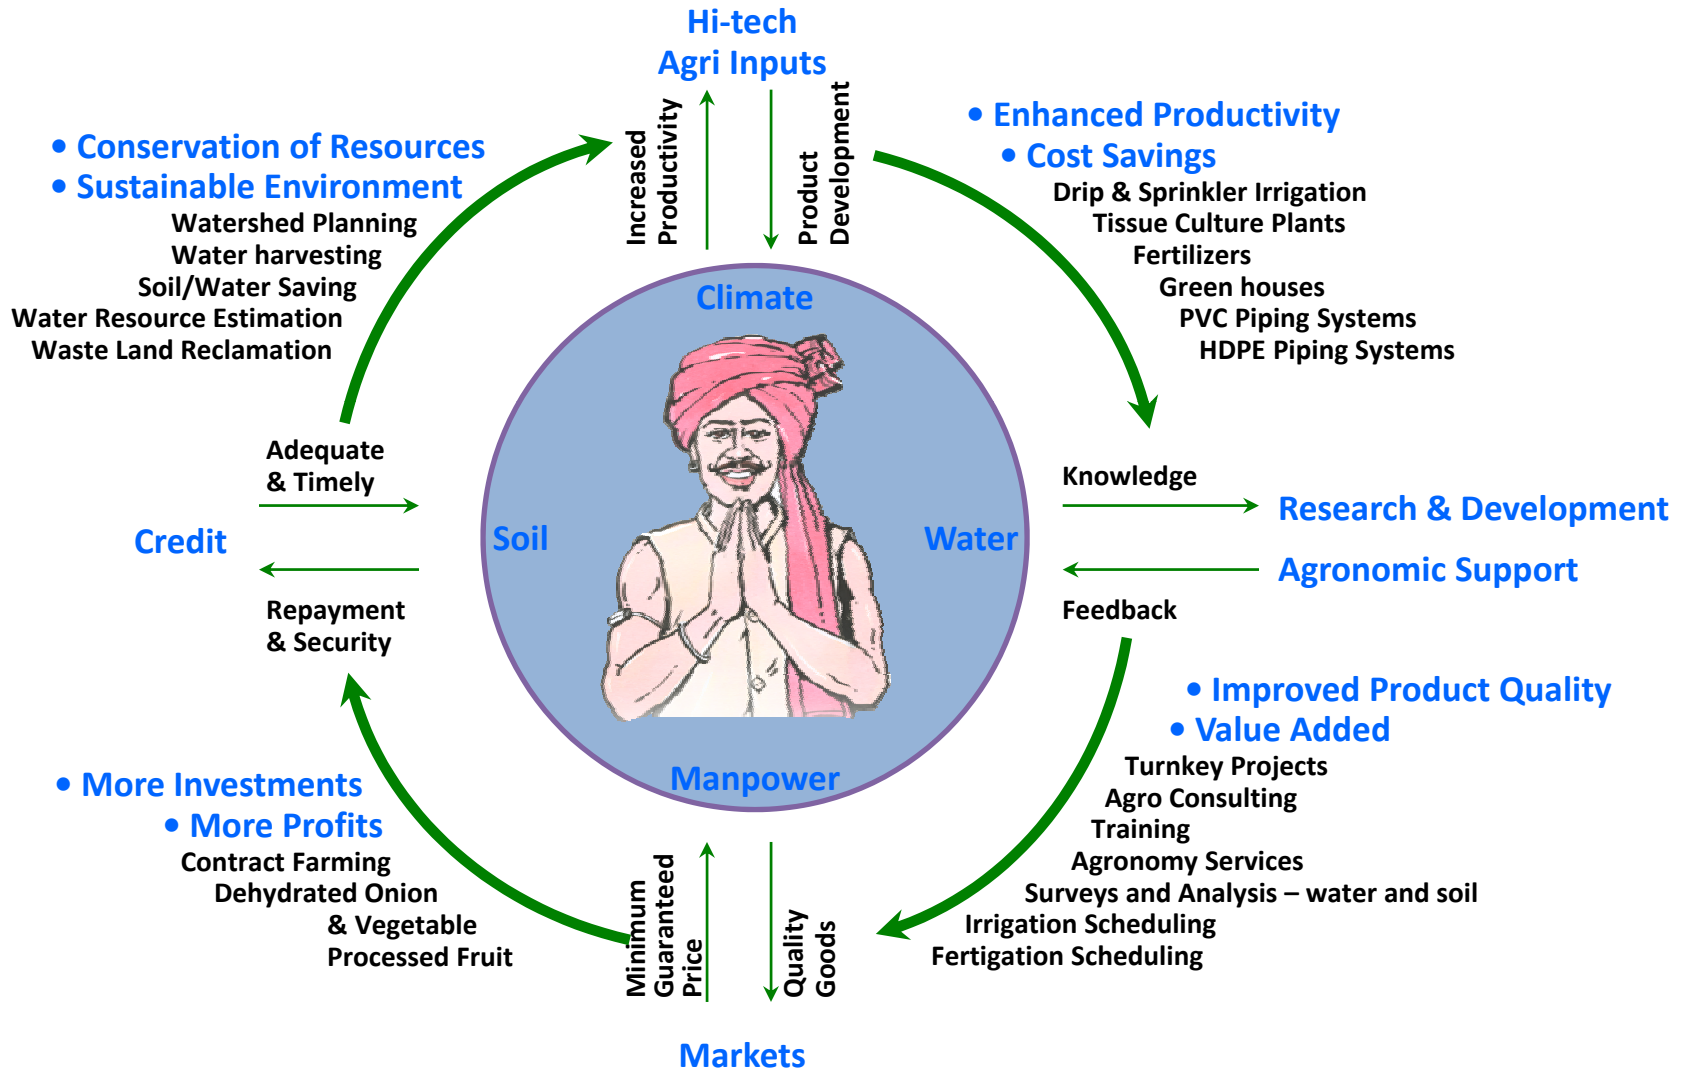 Hi-tech
Agri Inputs
Increased
Productivity
Product
Development
• Conservation of Resources
• Sustainable Environment
Watershed Planning
Water harvesting
Soil/Water Saving
Water Resource Estimation
Waste Land Reclamation
• Enhanced Productivity
• Cost Savings
Drip & Sprinkler Irrigation
Tissue Culture Plants
Fertilizers
Green houses
PVC Piping Systems
HDPE Piping Systems
Climate
Soil
Water
Manpower
Adequate
& Timely
Credit
Repayment
& Security
Knowledge
Research & Development
Agronomic Support
Feedback
• More Investments
• More Profits
Contract Farming
Dehydrated Onion
& Vegetable
Processed Fruit
• Improved Product Quality
• Value Added
Turnkey Projects
Agro Consulting
Training
Agronomy Services
Surveys and Analysis – water and soil
Irrigation Scheduling
Fertigation Scheduling
Minimum
Guaranteed
Price
Quality
Goods
Markets